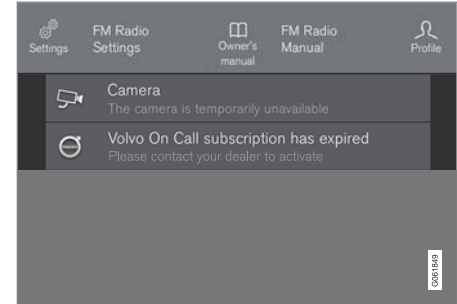 FM Radio
Settings
Settings
Owner's
manual
FM Radio
Manual
Profile
Camera
The camera is temporarily unavailable
Volvo On Call subscription has expired
Please contact your dealer to activate
G061849